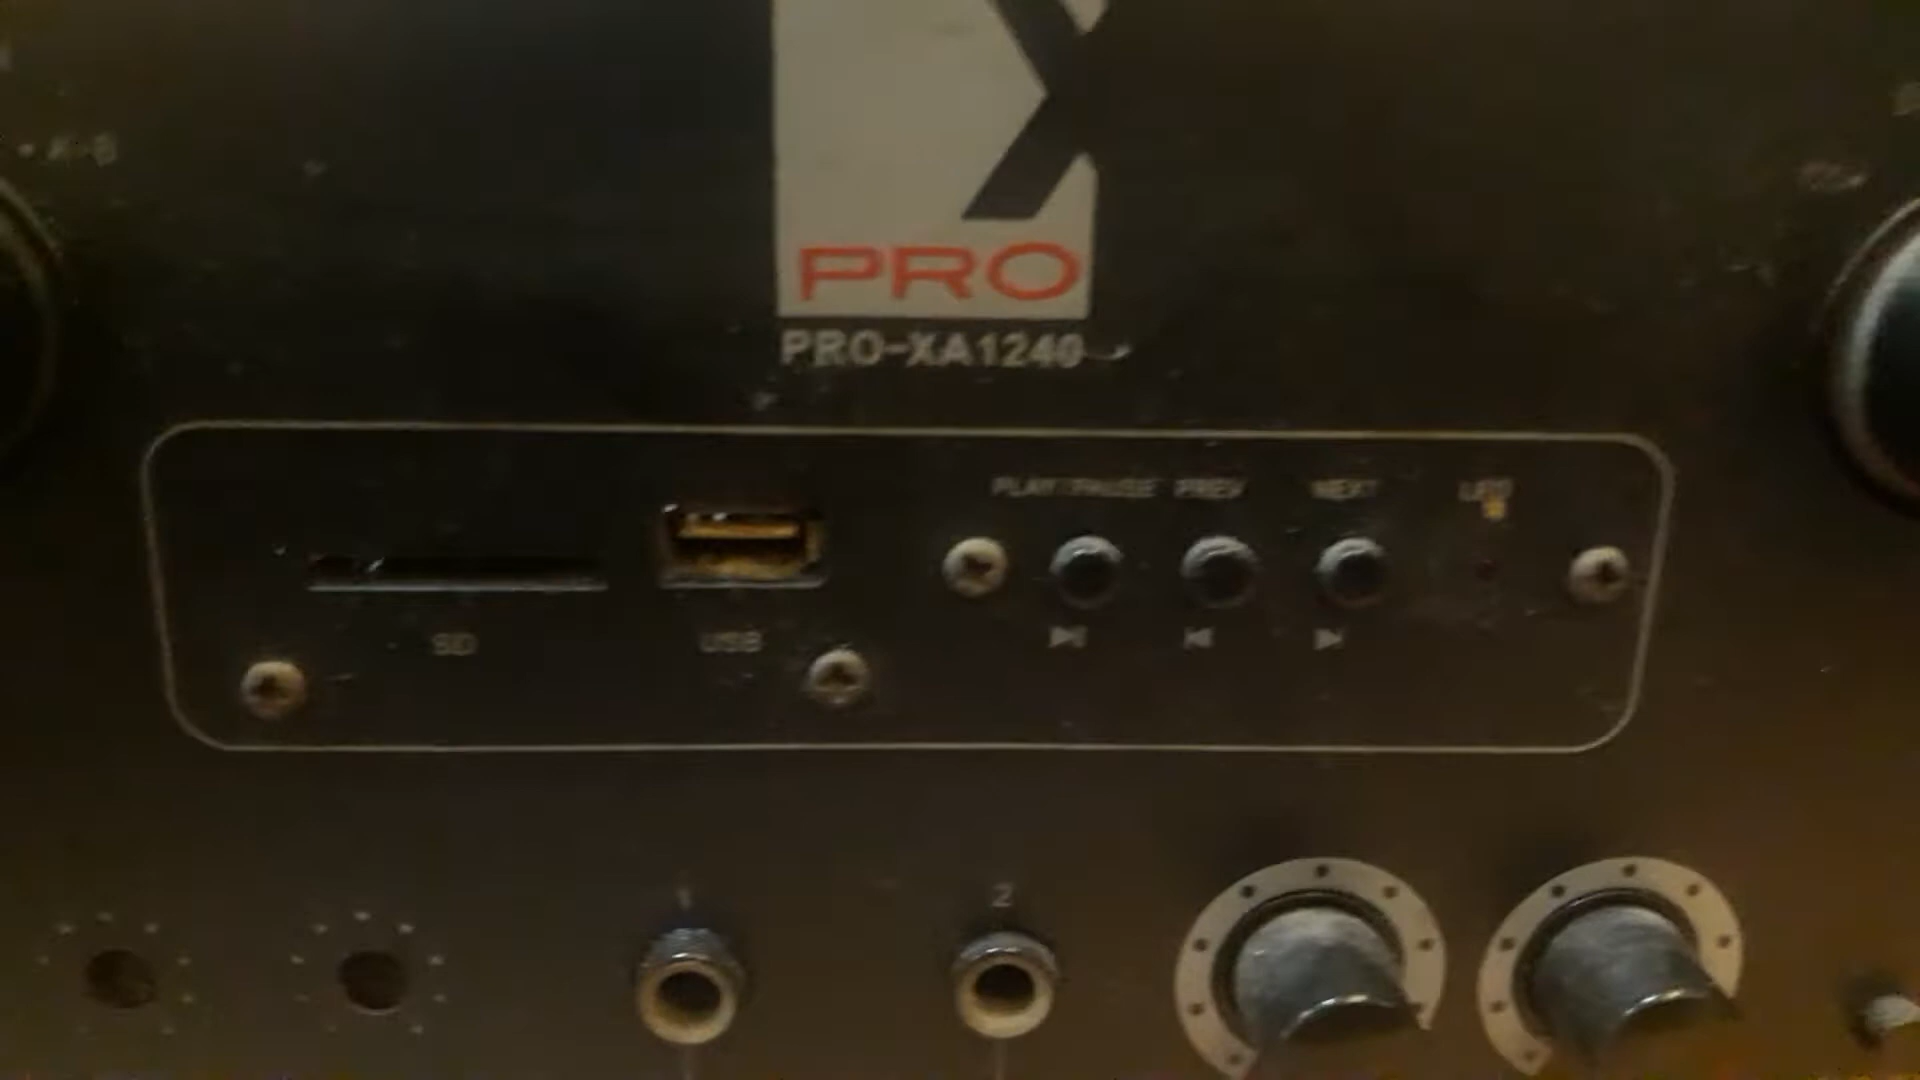 A+B
X
PRO
PRO-XA1240
PLAY/PAUSE PREV NEXT LED
SD USB
1 2